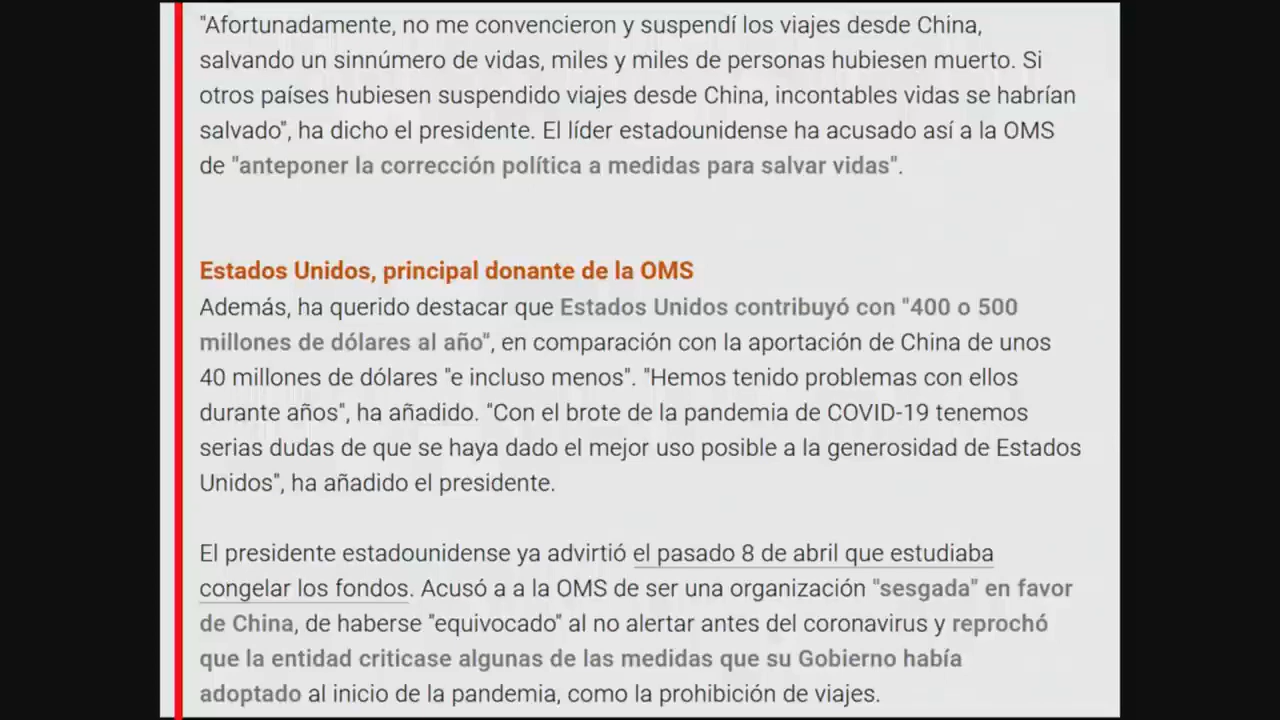 "Afortunadamente, no me convencieron y suspendí los viajes desde China,
salvando un sinnúmero de vidas, miles y miles de personas hubiesen muerto. Si
otros países hubiesen suspendido viajes desde China, incontables vidas se habrían
salvado", ha dicho el presidente. El líder estadounidense ha acusado así a la OMS
de "anteponer la corrección política a medidas para salvar vidas".
Estados Unidos, principal donante de la OMS
Además, ha querido destacar que Estados Unidos contribuyó con "400 o 500
millones de dólares al año", en comparación con la aportación de China de unos
40 millones de dólares "e incluso menos". "Hemos tenido problemas con ellos
durante años", ha añadido. "Con el brote de la pandemia de COVID-19 tenemos
serias dudas de que se haya dado el mejor uso posible a la generosidad de Estados
Unidos", ha añadido el presidente.
El presidente estadounidense ya advirtió el pasado 8 de abril que estudiaba
congelar los fondos. Acusó a a la OMS de ser una organización "sesgada" en favor
de China, de haberse "equivocado" al no alertar antes del coronavirus y reprochó
que la entidad criticase algunas de las medidas que su Gobierno había
adoptado al inicio de la pandemia, como la prohibición de viajes.